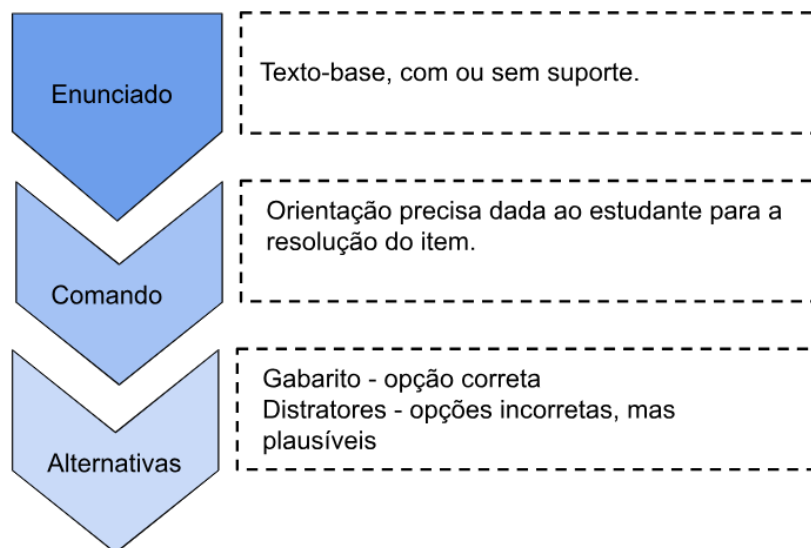 Enunciado
Texto-base, com ou sem suporte.
Comando
Orientação precisa dada ao estudante para a
resolução do item.
Alternativas
Gabarito - opção correta
Distratores - opções incorretas, mas
plausíveis